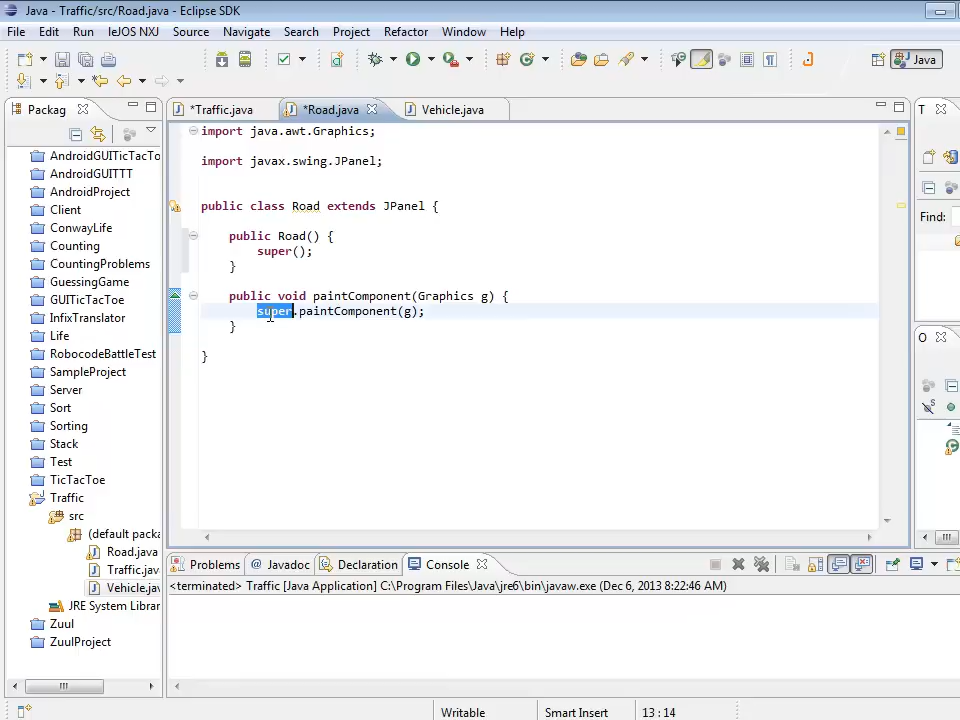 Java - Traffic/src/Road.java - Eclipse SDK
File Edit Run leJOS NXJ Source Navigate Search Project Refactor Window Help
Java
Packag
*Traffic.java
*Road.java
Vehicle.java
T
AndroidGUITicTacTo
AndroidGUITTT
AndroidProject
Client
ConwayLife
Counting
CountingProblems
GuessingGame
GUITicTacToe
InfixTranslator
Life
RobocodeBattleTest
SampleProject
Server
Sort
Sorting
Stack
Test
TicTacToe
Traffic
src
(default packa
Road.java
Traffic.jav
Vehicle.jav
JRE System Librar
Zuul
ZuulProject
import java.awt.Graphics;
import javax.swing.JPanel;
public class Road extends JPanel {
public Road() {
super();
}
public void paintComponent(Graphics g) {
super.paintComponent(g);
}
}
Find:
O
Problems @ Javadoc Declaration Console
<terminated> Traffic [Java Application] C:\Program Files\Java\jre6\bin\javaw.exe (Dec 6, 2013 8:22:46 AM)
Writable Smart Insert 13 : 14